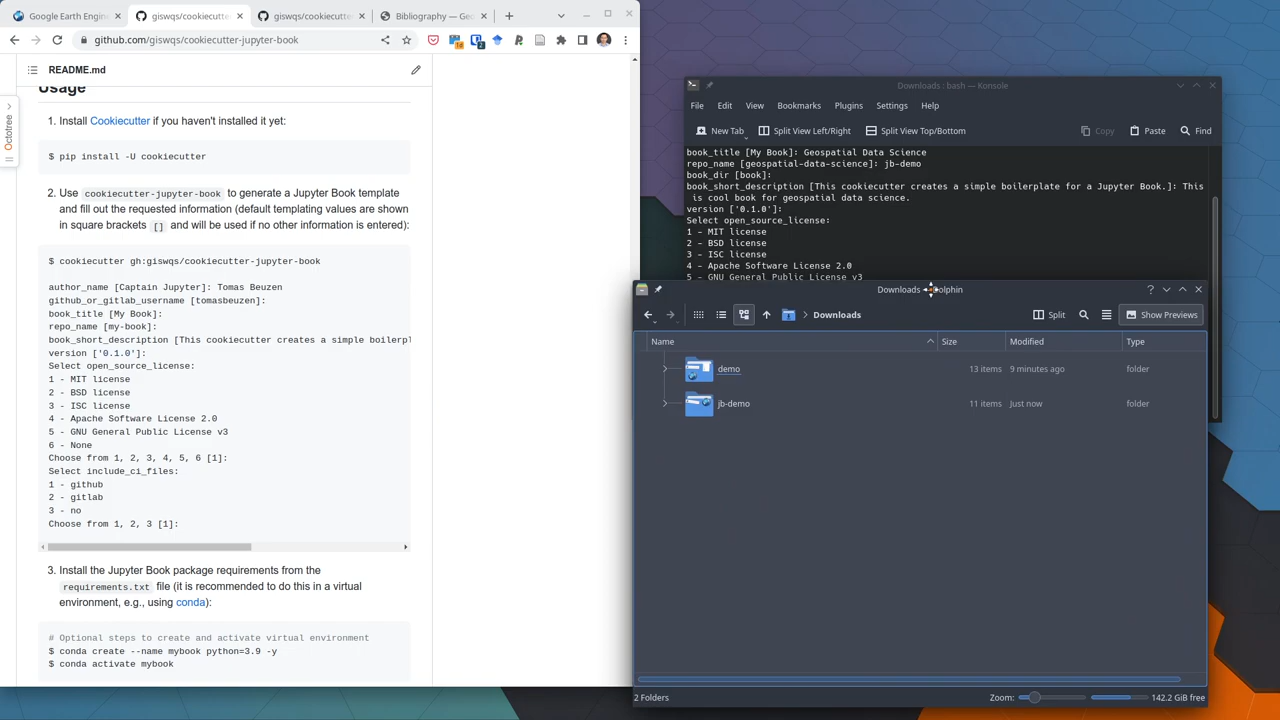 Google Earth Engin
giswqs/cookiecutte
giswqs/cookiecutter
Bibliography — Geo
github.com/giswqs/cookiecutter-jupyter-book
Octotree
README.md
Usage
1. Install Cookiecutter if you haven't installed it yet:
$ pip install -U cookiecutter
2. Use cookiecutter-jupyter-book to generate a Jupyter Book template
and fill out the requested information (default templating values are shown
in square brackets [] and will be used if no other information is entered):
$ cookiecutter gh:giswqs/cookiecutter-jupyter-book
author_name [Captain Jupyter]: Tomas Beuzen
github_or_gitlab_username [tomasbeuzen]:
book_title [My Book]:
repo_name [my-book]:
book_short_description [This cookiecutter creates a simple boilerpl
version ['0.1.0']:
Select open_source_license:
1 - MIT license
2 - BSD license
3 - ISC license
4 - Apache Software License 2.0
5 - GNU General Public License v3
6 - None
Choose from 1, 2, 3, 4, 5, 6 [1]:
Select include_ci_files:
1 - github
2 - gitlab
3 - no
Choose from 1, 2, 3 [1]:
3. Install the Jupyter Book package requirements from the
requirements.txt file (it is recommended to do this in a virtual
environment, e.g., using conda):
# Optional steps to create and activate virtual environment
$ conda create --name mybook python=3.9 -y
$ conda activate mybook
Downloads : bash — Konsole
File Edit View Bookmarks Plugins Settings Help
New Tab Split View Left/Right Split View Top/Bottom Copy Paste Find
book_title [My Book]: Geospatial Data Science
repo_name [geospatial-data-science]: jb-demo
book_dir [book]:
book_short_description [This cookiecutter creates a simple boilerplate for a Jupyter Book.]: This
is cool book for geospatial data science.
version ['0.1.0']:
Select open_source_license:
1 - MIT license
2 - BSD license
3 - ISC license
4 - Apache Software License 2.0
5 - GNU General Public License v3
Downloads olphin
Downloads Split Show Previews
Name Size Modified Type
demo 13 items 9 minutes ago folder
jb-demo 11 items Just now folder
2 Folders Zoom: 142.2 GiB free